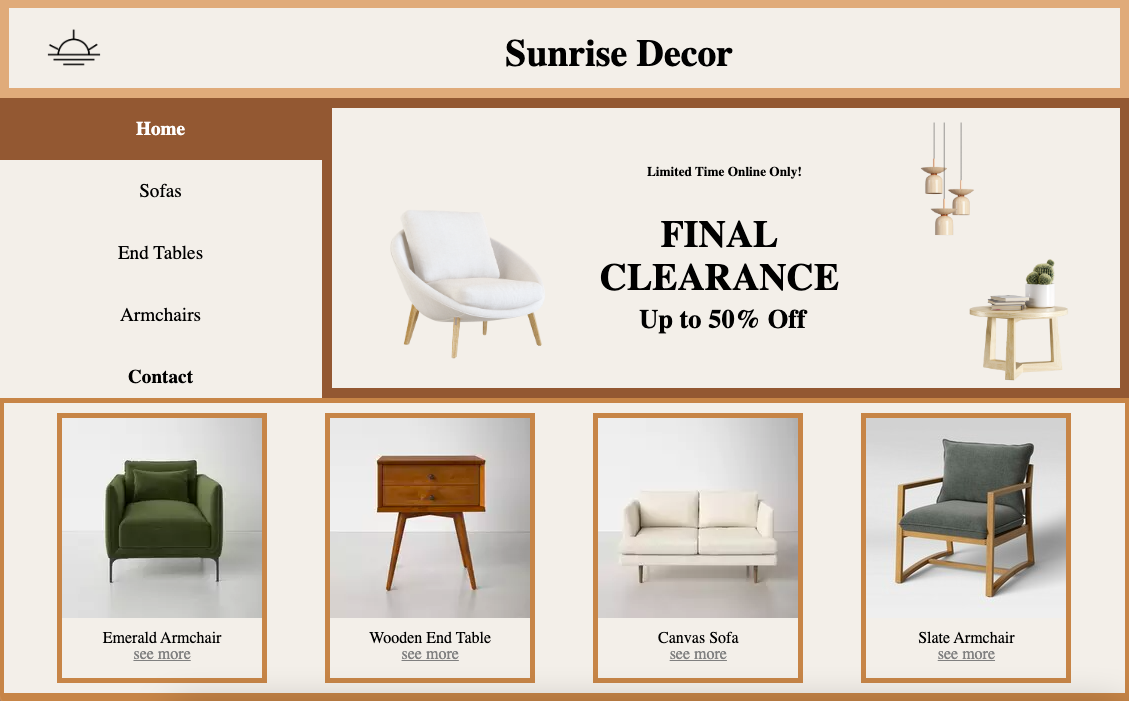 Sunrise Decor
Home
Sofas
End Tables
Armchairs
Contact
Limited Time Online Only!
FINAL
CLEARANCE
Up to 50% Off
Emerald Armchair
see more
Wooden End Table
see more
Canvas Sofa
see more
Slate Armchair
see more